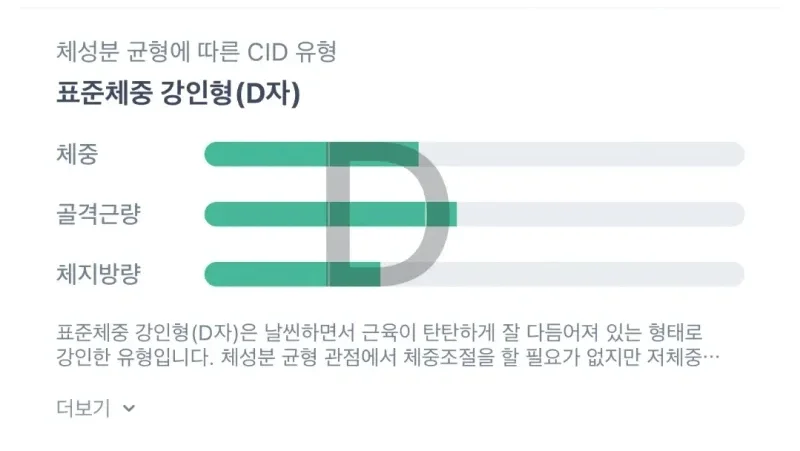 체성분 균형에 따른 CID 유형
표준체중 강인형(D자)
체중
골격근량
체지방량
D
표준체중 강인형(D자)은 날씬하면서 근육이 탄탄하게 잘 다듬어져 있는 형태로
강인한 유형입니다. 체성분 균형 관점에서 체중조절을 할 필요가 없지만 저체중…
더보기